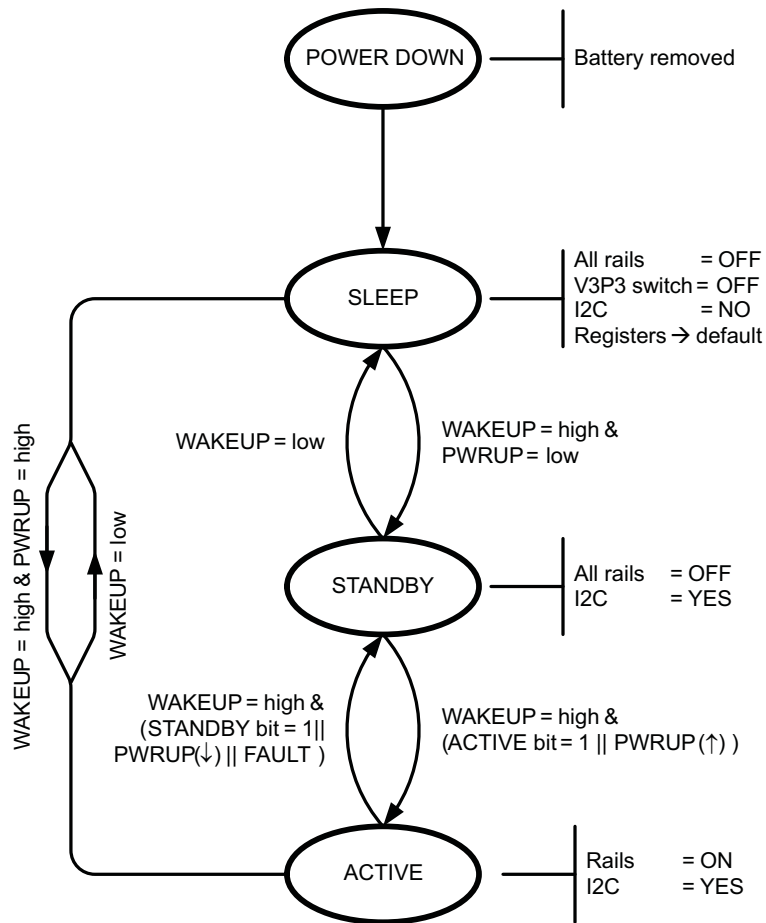 POWER DOWN
Battery removed
SLEEP
All rails = OFF
V3P3 switch = OFF
I2C = NO
Registers → default
WAKEUP = low
WAKEUP = high &
PWRUP = low
WAKEUP = high & PWRUP = high
WAKEUP = low
STANDBY
All rails = OFF
I2C = YES
WAKEUP = high &
(STANDBY bit = 1||
PWRUP(↓) || FAULT )
WAKEUP = high &
(ACTIVE bit = 1 || PWRUP(↑) )
ACTIVE
Rails = ON
I2C = YES